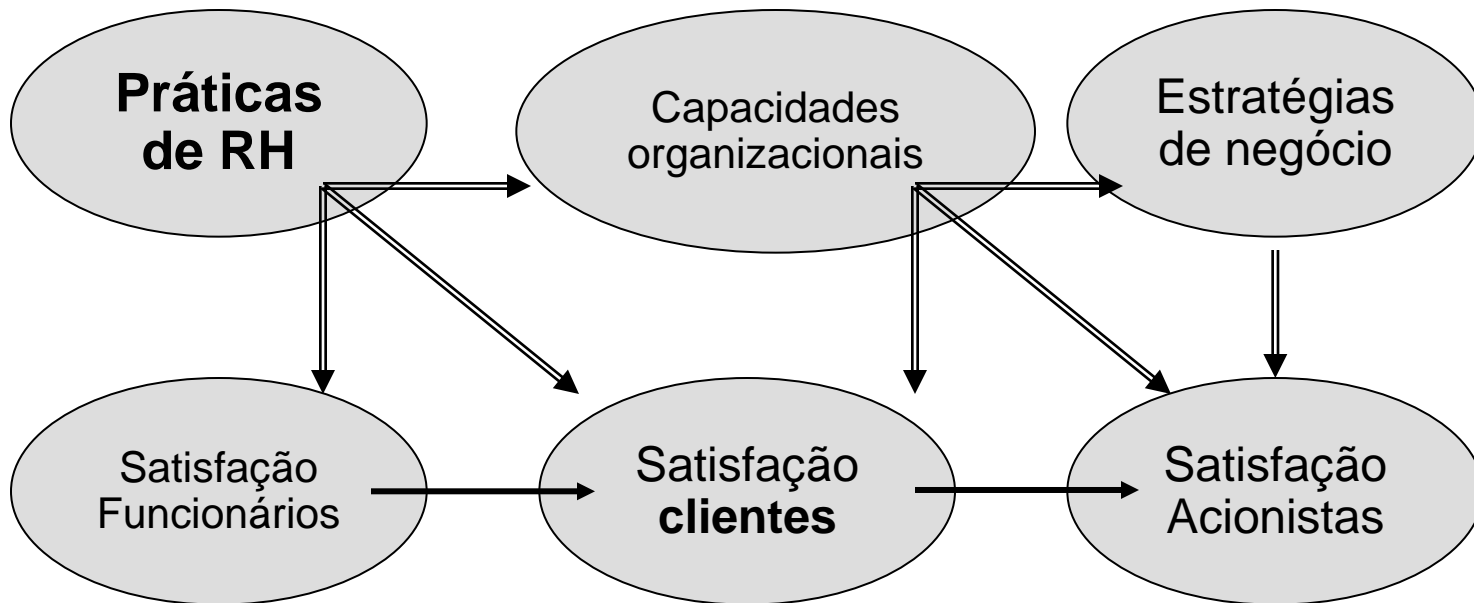 Práticas
de RH
Capacidades
organizacionais
Estratégias
de negócio
Satisfação
Funcionários
Satisfação
clientes
Satisfação
Acionistas